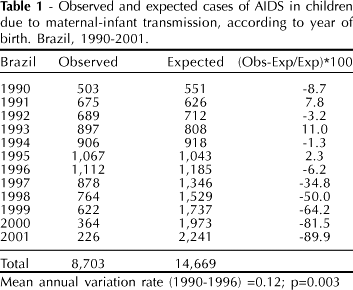 Table 1 - Observed and expected cases of AIDS in children
due to maternal-infant transmission, according to year of
birth. Brazil, 1990-2001.
Brazil Observed Expected (Obs-Exp/Exp)*100
1990 503 551 -8.7
1991 675 626 7.8
1992 689 712 -3.2
1993 897 808 11.0
1994 906 918 -1.3
1995 1,067 1,043 2.3
1996 1,112 1,185 -6.2
1997 878 1,346 -34.8
1998 764 1,529 -50.0
1999 622 1,737 -64.2
2000 364 1,973 -81.5
2001 226 2,241 -89.9
Total 8,703 14,669
Mean annual variation rate (1990-1996) =0.12; p=0.003